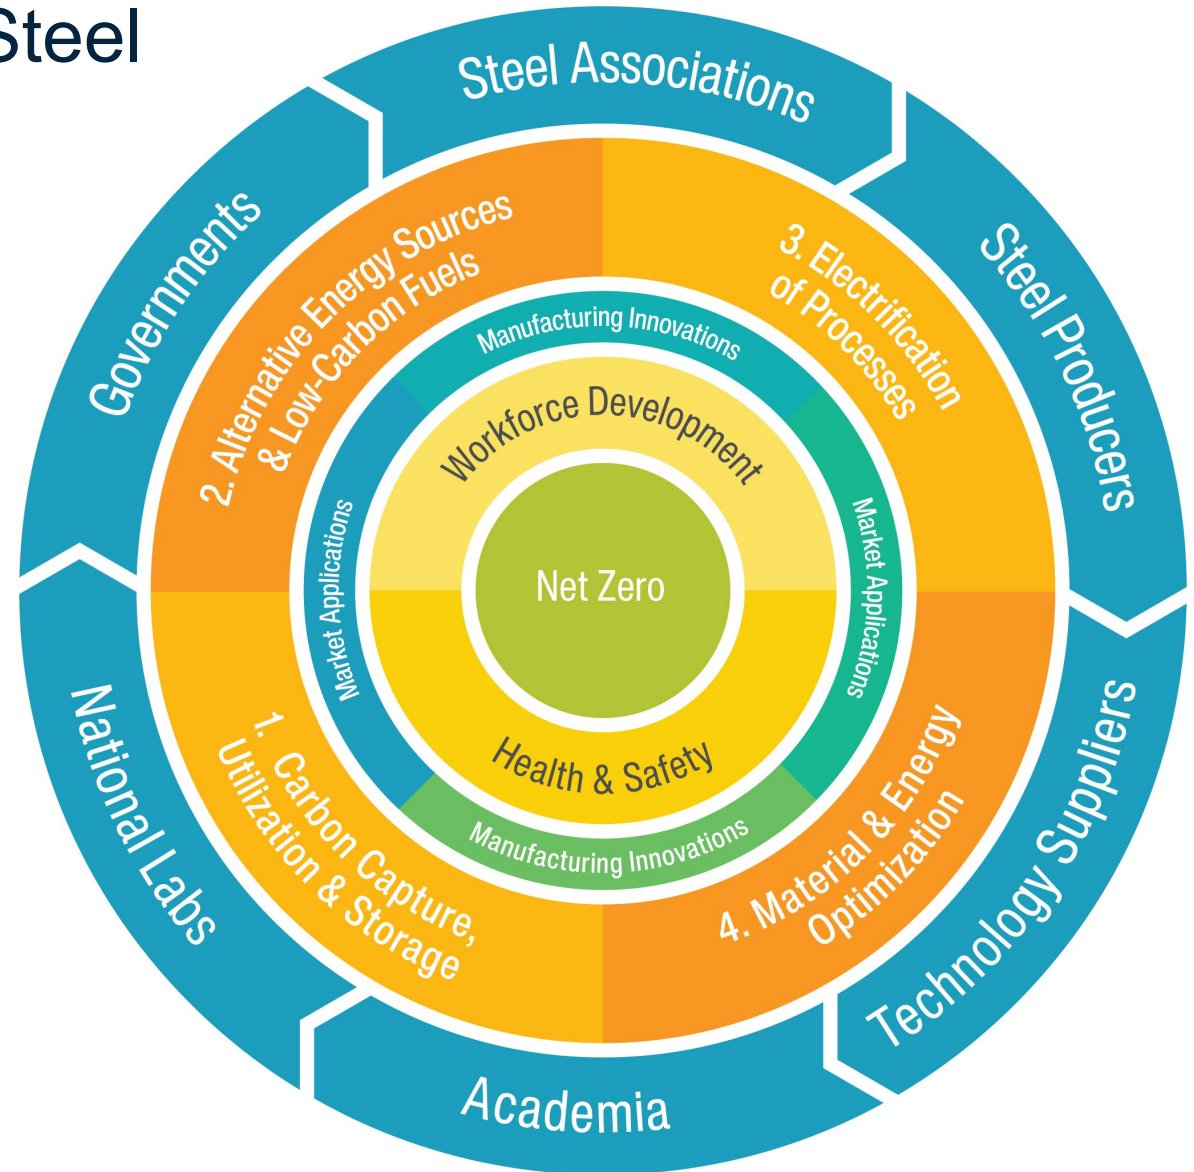 Steel
Steel Associations
Governments
Steel Producers
2. Alternative Energy Sources
& Low-Carbon Fuels
3. Electrification
of Processes
Manufacturing Innovations
Workforce Development
Market Applications
Net Zero
Market Applications
Health & Safety
Manufacturing Innovations
1. Carbon Capture,
Utilization & Storage
4. Material & Energy
Optimization
National Labs
Technology Suppliers
Academia